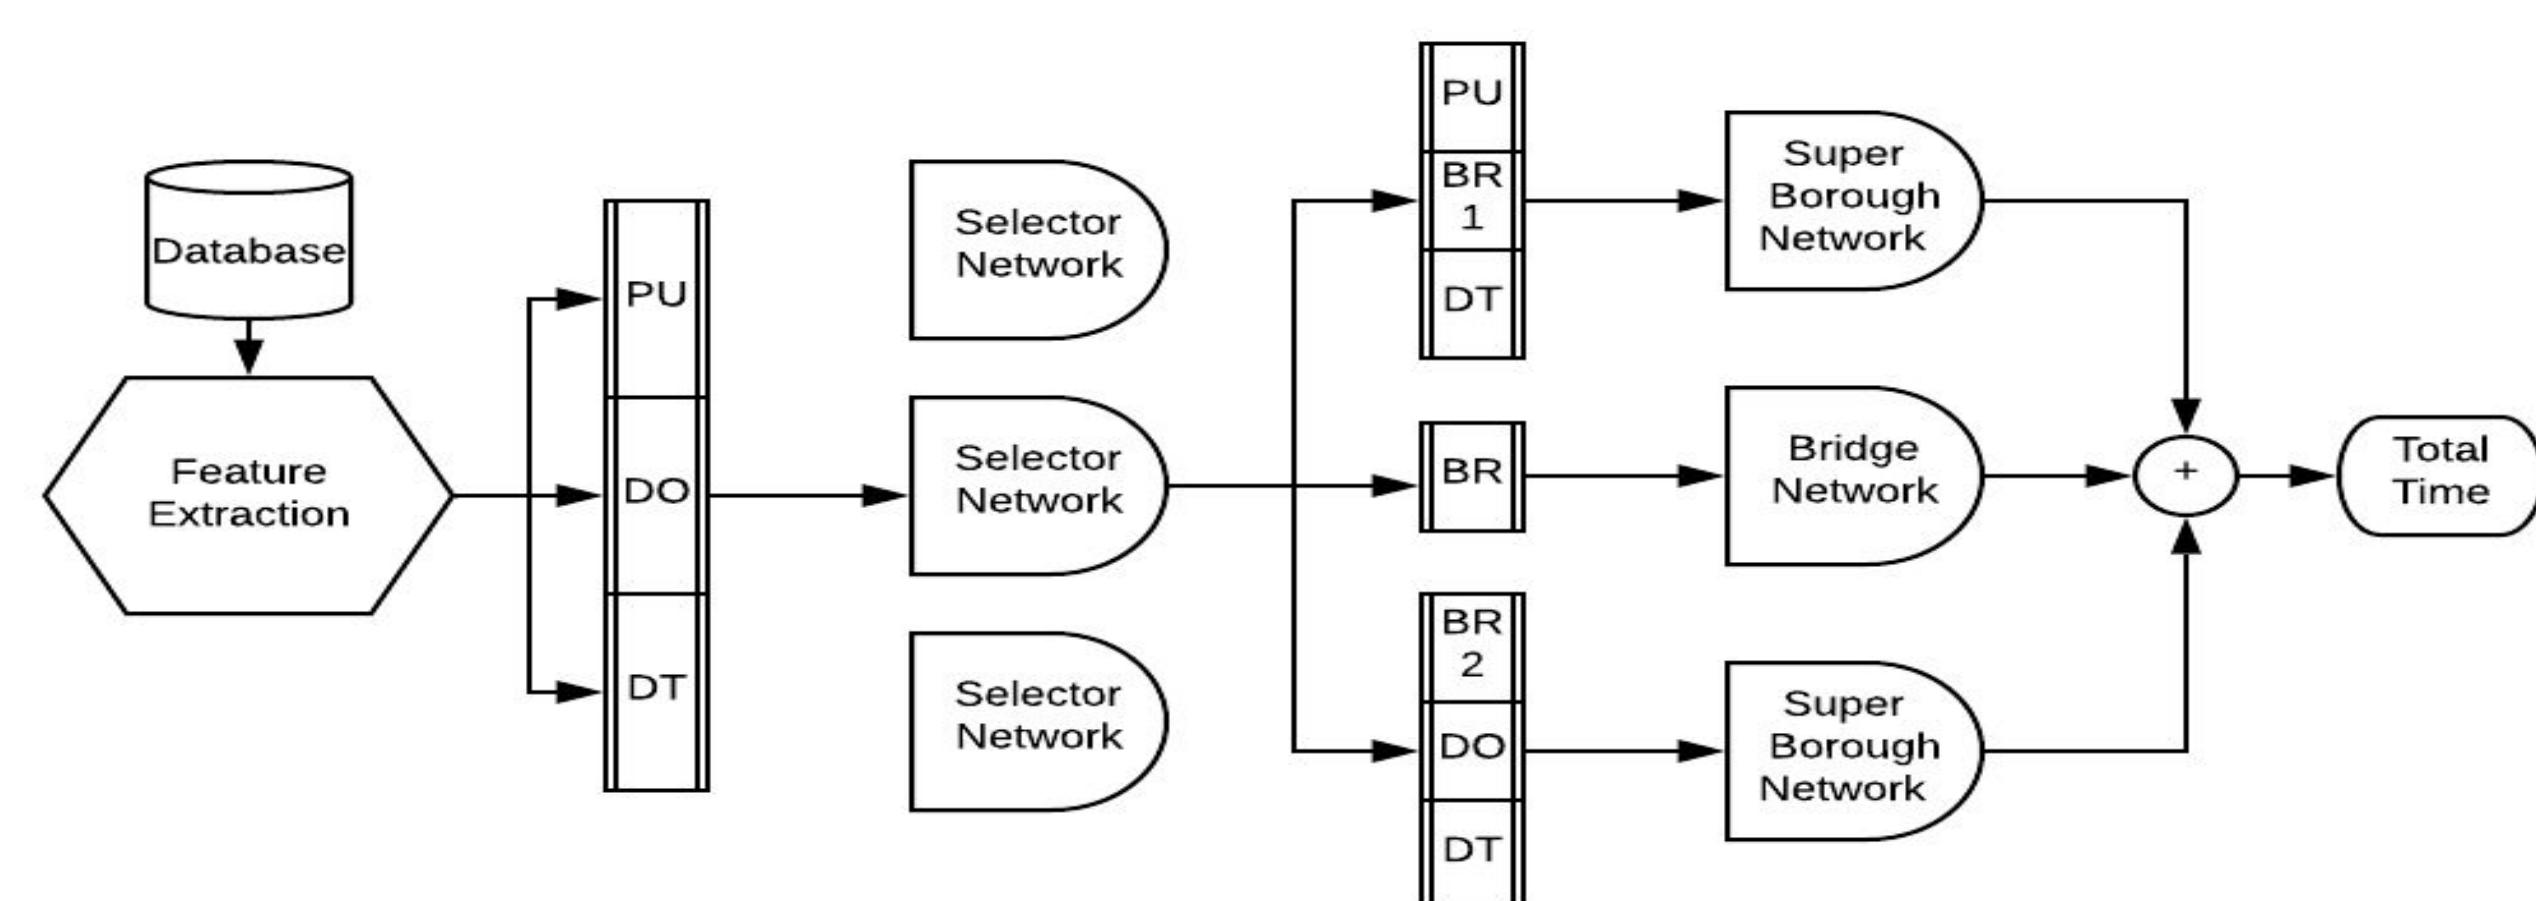 Database
Feature
Extraction
PU
DO
DT
Selector
Network
Selector
Network
Selector
Network
PU
BR
1
DT
BR
BR
2
DO
DT
Super
Borough
Network
Bridge
Network
Super
Borough
Network
+
Total
Time